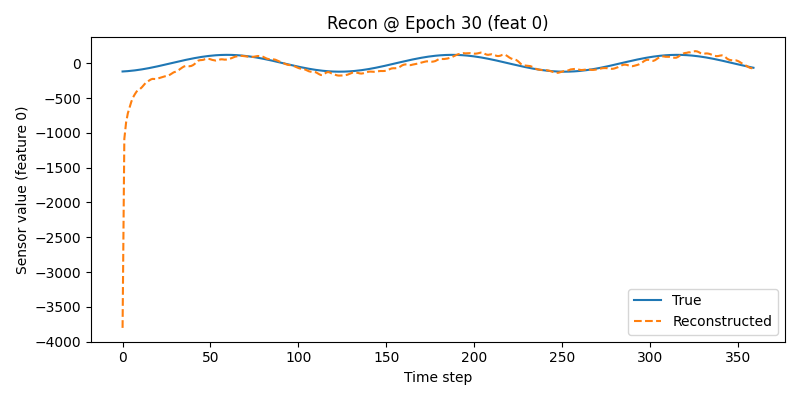 Recon @ Epoch 30 (feat 0)
Sensor value (feature 0)
0
−500
−1000
−1500
−2000
−2500
−3000
−3500
−4000
True
Reconstructed
0 50 100 150 200 250 300 350
Time step